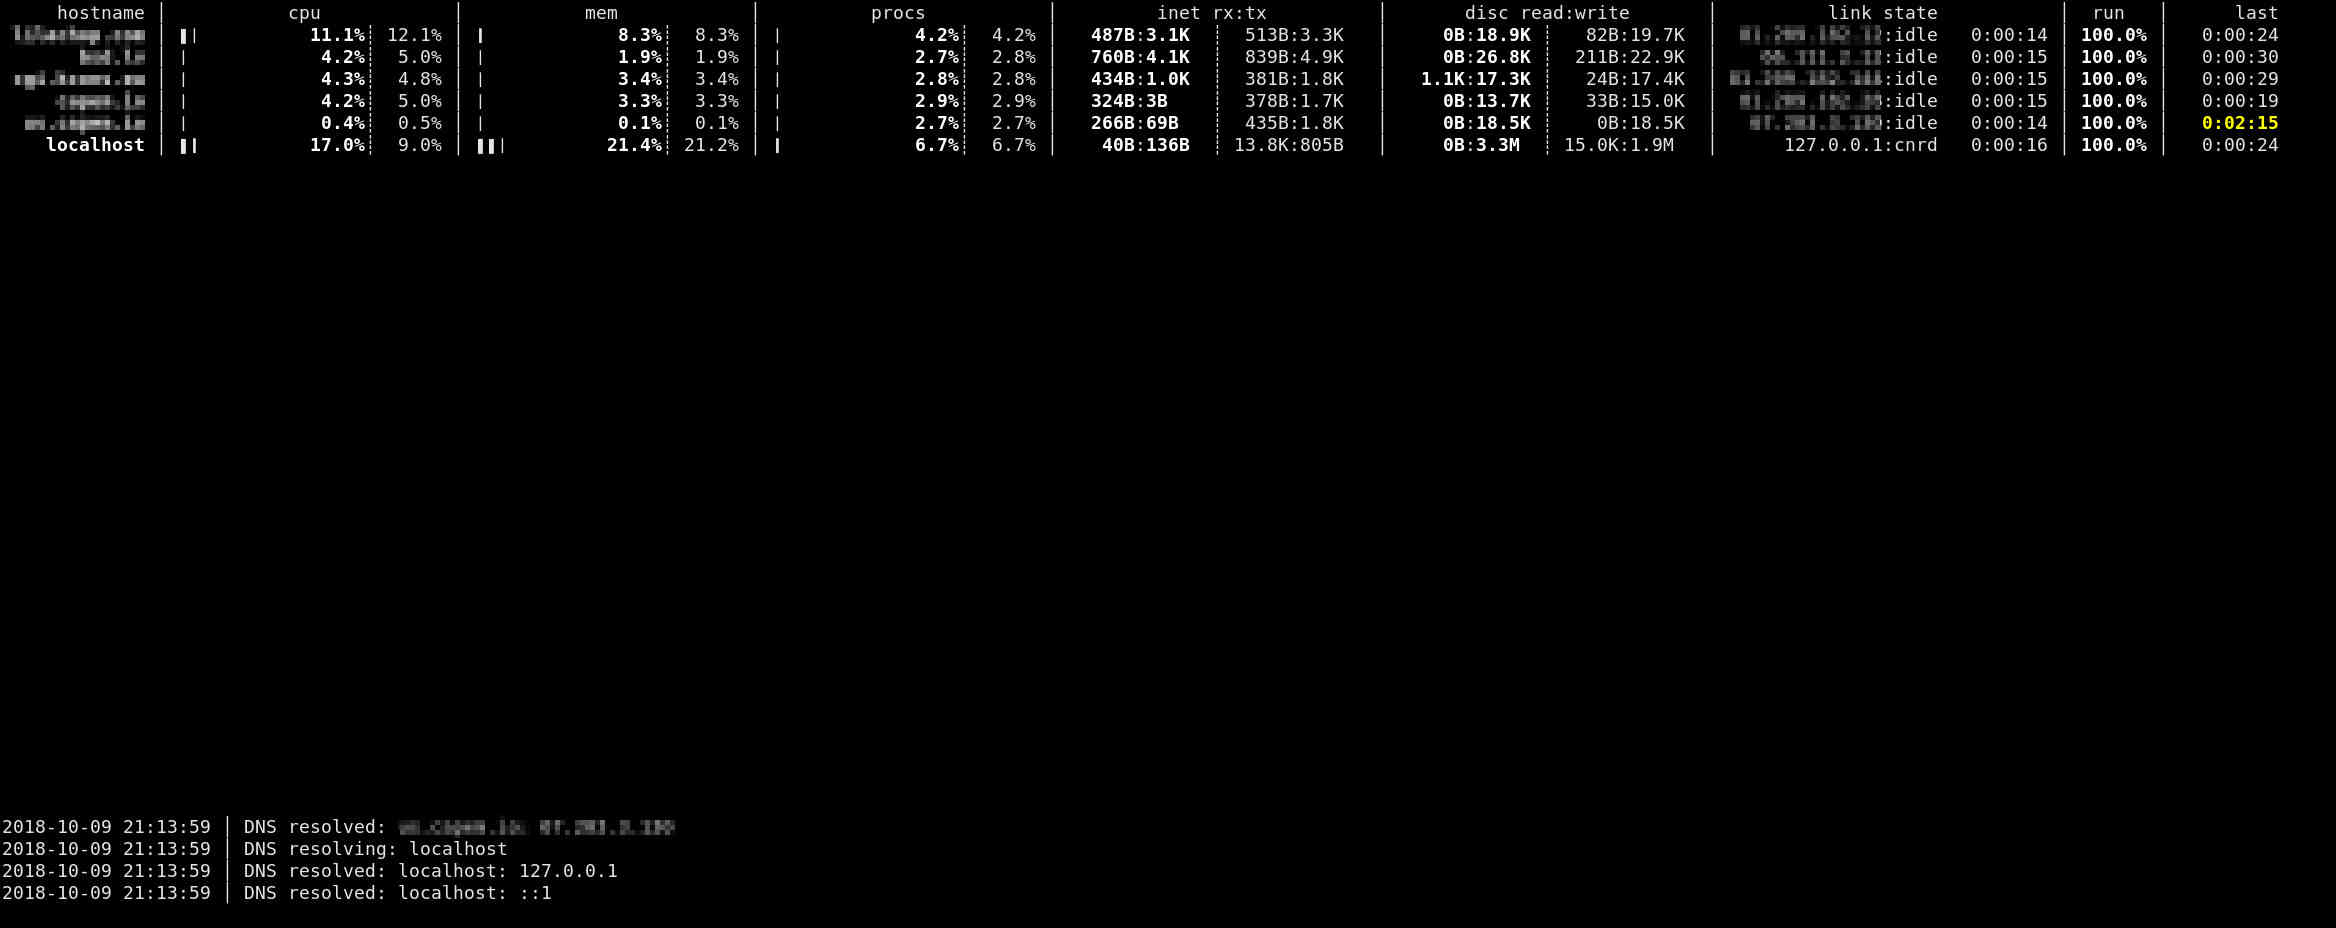 hostname │ cpu │ mem │ procs │ inet rx:tx │ disc read:write │ link state │ run │ last
│ 11.1%┆ 12.1% │ 8.3%┆ 8.3% │ 4.2%┆ 4.2% │ 487B:3.1K ┆ 513B:3.3K │ 0B:18.9K ┆ 82B:19.7K │ :idle 0:00:14 │ 100.0% │ 0:00:24
│ 4.2%┆ 5.0% │ 1.9%┆ 1.9% │ 2.7%┆ 2.8% │ 760B:4.1K ┆ 839B:4.9K │ 0B:26.8K ┆ 211B:22.9K │ :idle 0:00:15 │ 100.0% │ 0:00:30
│ 4.3%┆ 4.8% │ 3.4%┆ 3.4% │ 2.8%┆ 2.8% │ 434B:1.0K ┆ 381B:1.8K │ 1.1K:17.3K ┆ 24B:17.4K │ :idle 0:00:15 │ 100.0% │ 0:00:29
│ 4.2%┆ 5.0% │ 3.3%┆ 3.3% │ 2.9%┆ 2.9% │ 324B:3B ┆ 378B:1.7K │ 0B:13.7K ┆ 33B:15.0K │ :idle 0:00:15 │ 100.0% │ 0:00:19
│ 0.4%┆ 0.5% │ 0.1%┆ 0.1% │ 2.7%┆ 2.7% │ 266B:69B ┆ 435B:1.8K │ 0B:18.5K ┆ 0B:18.5K │ :idle 0:00:14 │ 100.0% │ 0:02:15
localhost │ 17.0%┆ 9.0% │ 21.4%┆ 21.2% │ 6.7%┆ 6.7% │ 40B:136B ┆ 13.8K:805B │ 0B:3.3M ┆ 15.0K:1.9M │ 127.0.0.1:cnrd 0:00:16 │ 100.0% │ 0:00:24
2018-10-09 21:13:59 │ DNS resolved:
2018-10-09 21:13:59 │ DNS resolving: localhost
2018-10-09 21:13:59 │ DNS resolved: localhost: 127.0.0.1
2018-10-09 21:13:59 │ DNS resolved: localhost: ::1